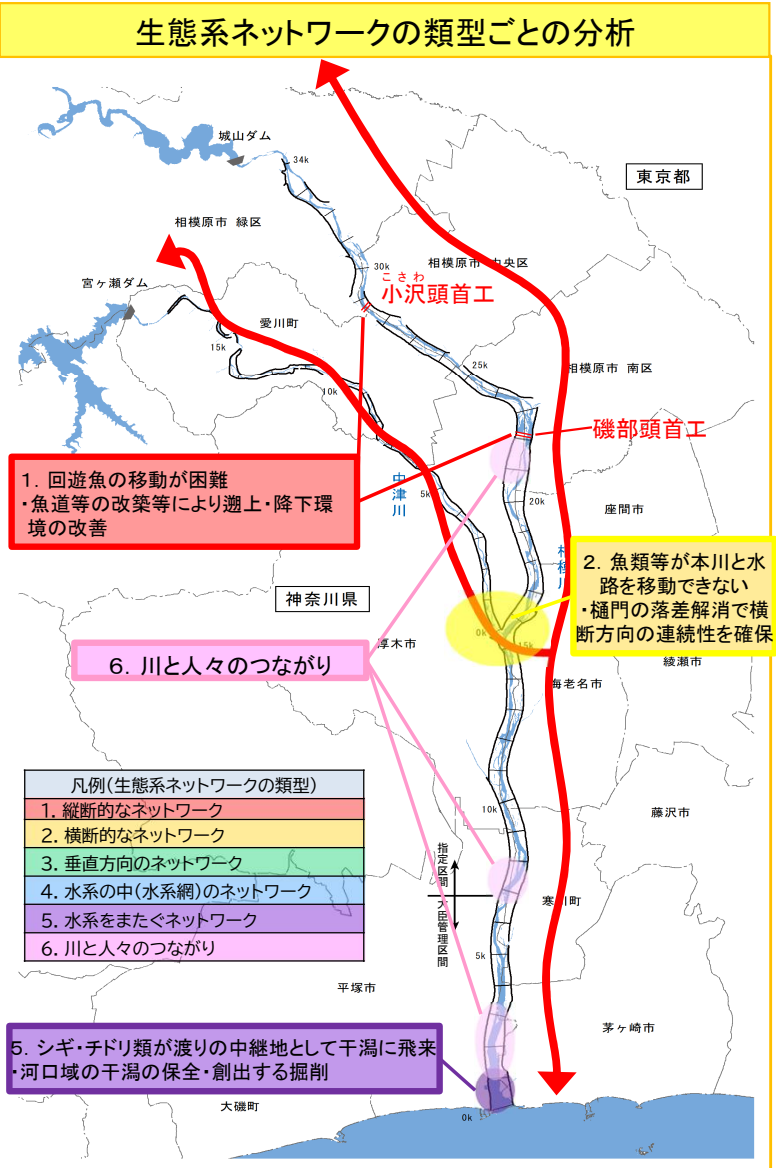 生態系ネットワークの類型ごとの分析
城山ダム
34k
東京都
相模原市 緑区
30k
相模原市 中央区
こさわ
小沢頭首工
宮ヶ瀬ダム
愛川町
15k
25k
相模原市 南区
10k
磯部頭首工
1. 回遊魚の移動が困難
・魚道等の改築等により遡上・降下環
境の改善
中津川
5k
20k
座間市
相模川
2. 魚類等が本川と水
路を移動できない
・樋門の落差解消で横
断方向の連続性を確保
神奈川県
0k
15k
厚木市
綾瀬市
6. 川と人々のつながり
海老名市
凡例(生態系ネットワークの類型)
1. 縦断的なネットワーク
2. 横断的なネットワーク
3. 垂直方向のネットワーク
4. 水系の中(水系網)のネットワーク
5. 水系をまたぐネットワーク
6. 川と人々のつながり
10k
藤沢市
指定区間
大臣管理区間
寒川町
5k
平塚市
茅ヶ崎市
5. シギ・チドリ類が渡りの中継地として干潟に飛来
・河口域の干潟の保全・創出する掘削
大磯町
0k